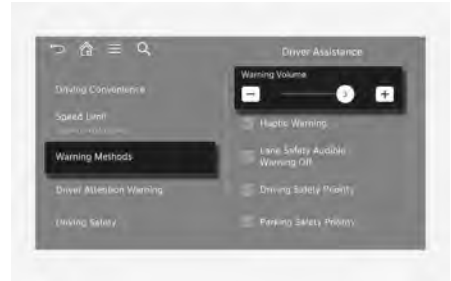 Driver Assistance
Driving Convenience
Speed Limit
Warning Methods
Driver Attention Warning
Driving Safety
Warning Volume
Haptic Warning
Lane Safety Audible
Warning Off
Driving Safety Priority
Parking Safety Priority